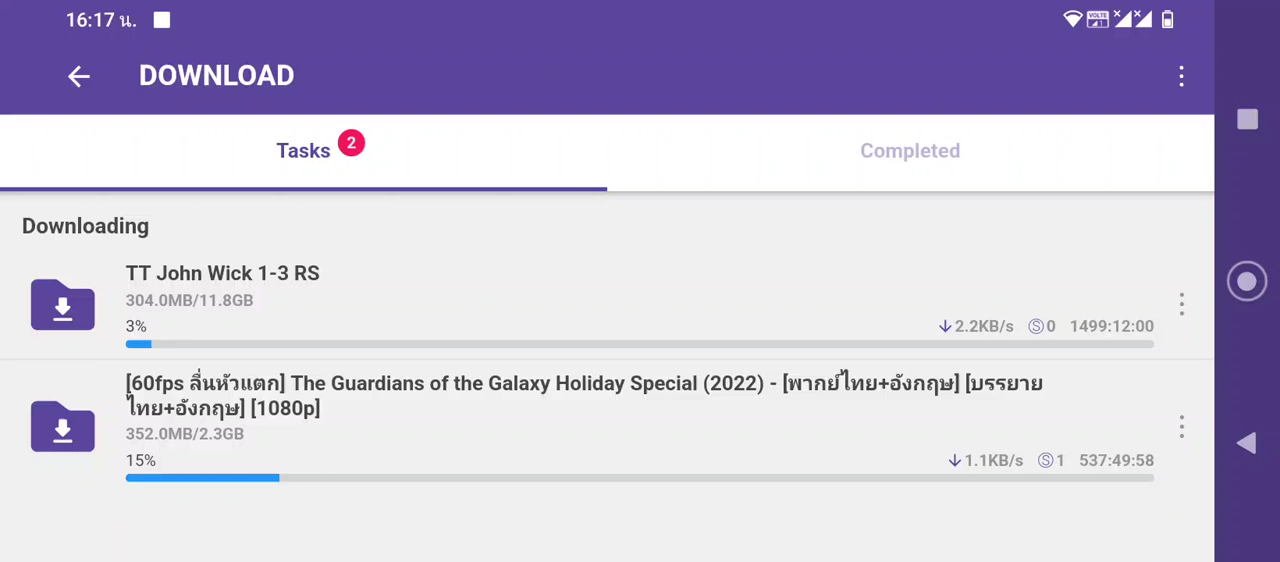 16:17 น.
VOLTE
DOWNLOAD
Tasks 2
Completed
Downloading
TT John Wick 1-3 RS
304.0MB/11.8GB
3%
2.2KB/s S 0 1499:12:00
[60fps ลื่นหัวแตก] The Guardians of the Galaxy Holiday Special (2022) - [พากย์ไทย+อังกฤษ] [บรรยาย
ไทย+อังกฤษ] [1080p]
352.0MB/2.3GB
15%
1.1KB/s S 1 537:49:58